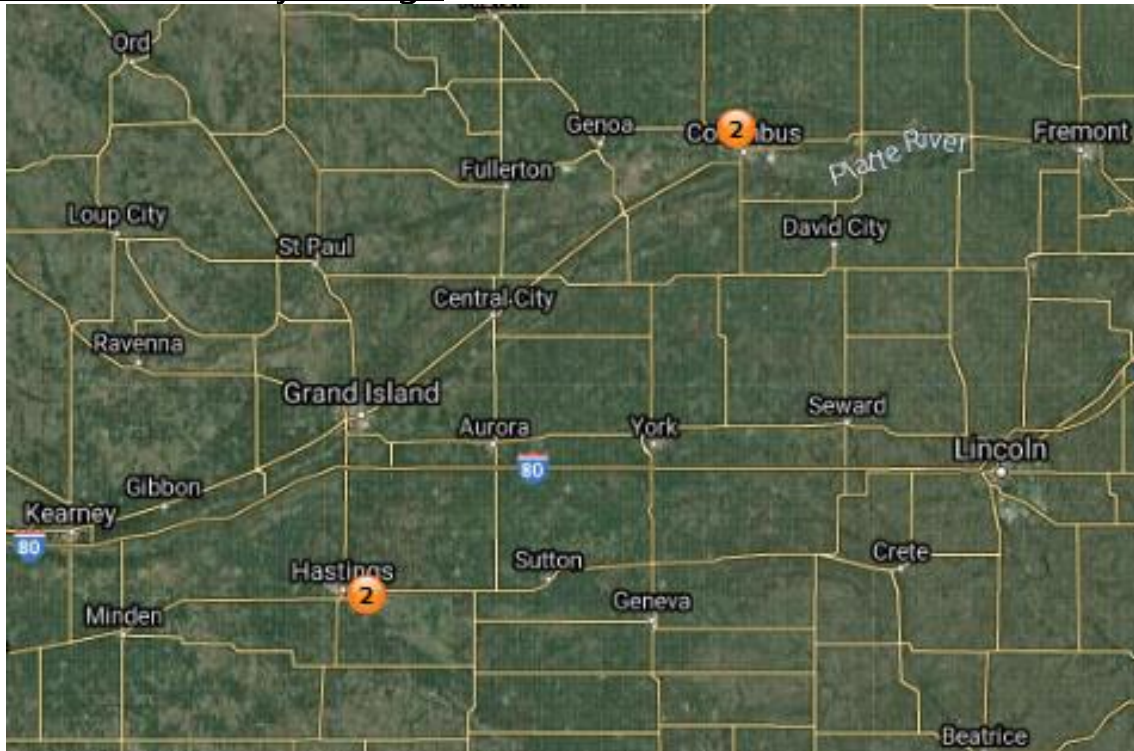 Ord
Genoa
2
Columbus
Platte River
Fremont
Fullerton
Loup City
David City
St Paul
Central City
Ravenna
Grand Island
Aurora
York
Seward
Lincoln
80
Gibbon
Kearney
80
Sutton
Crete
Hastings
2
Geneva
Minden
Beatrice